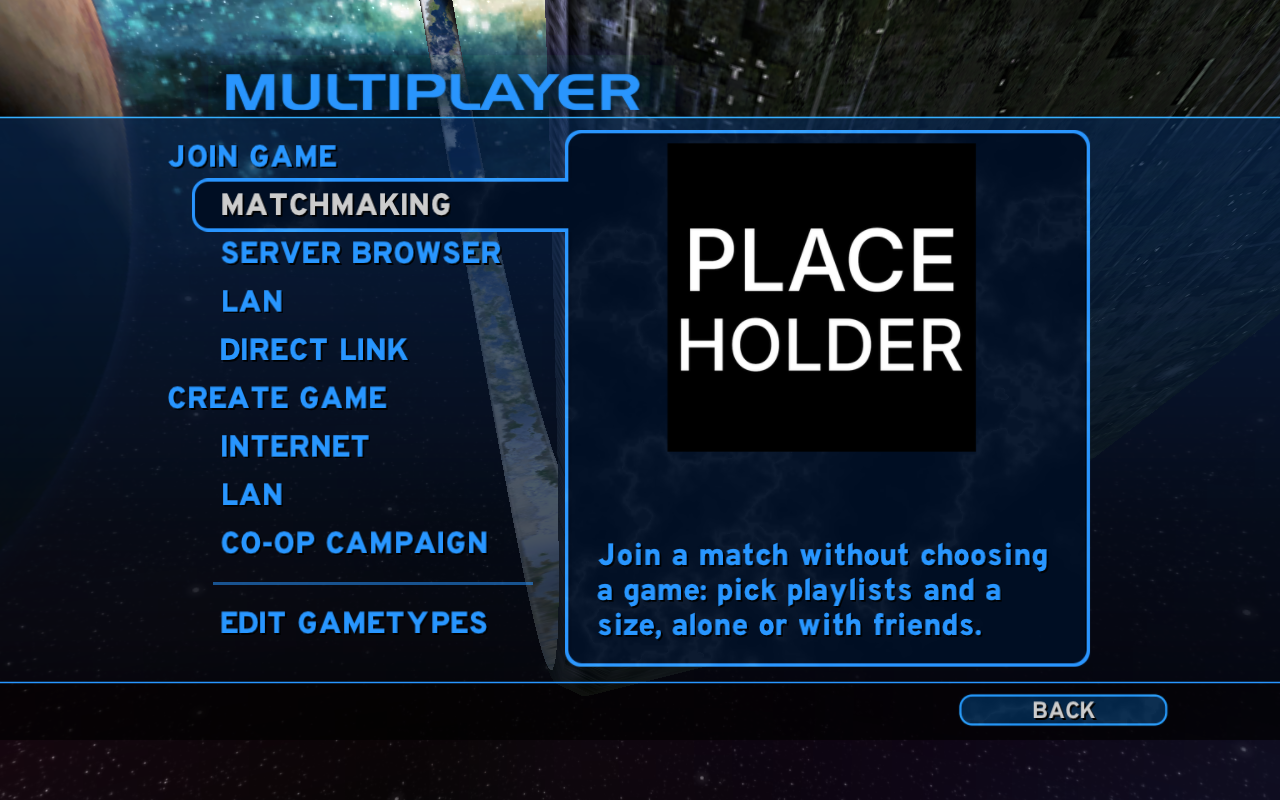 MULTIPLAYER
JOIN GAME
MATCHMAKING
SERVER BROWSER
LAN
DIRECT LINK
CREATE GAME
INTERNET
LAN
CO-OP CAMPAIGN
EDIT GAMETYPES
PLACE
HOLDER
Join a match without choosing
a game: pick playlists and a
size, alone or with friends.
BACK